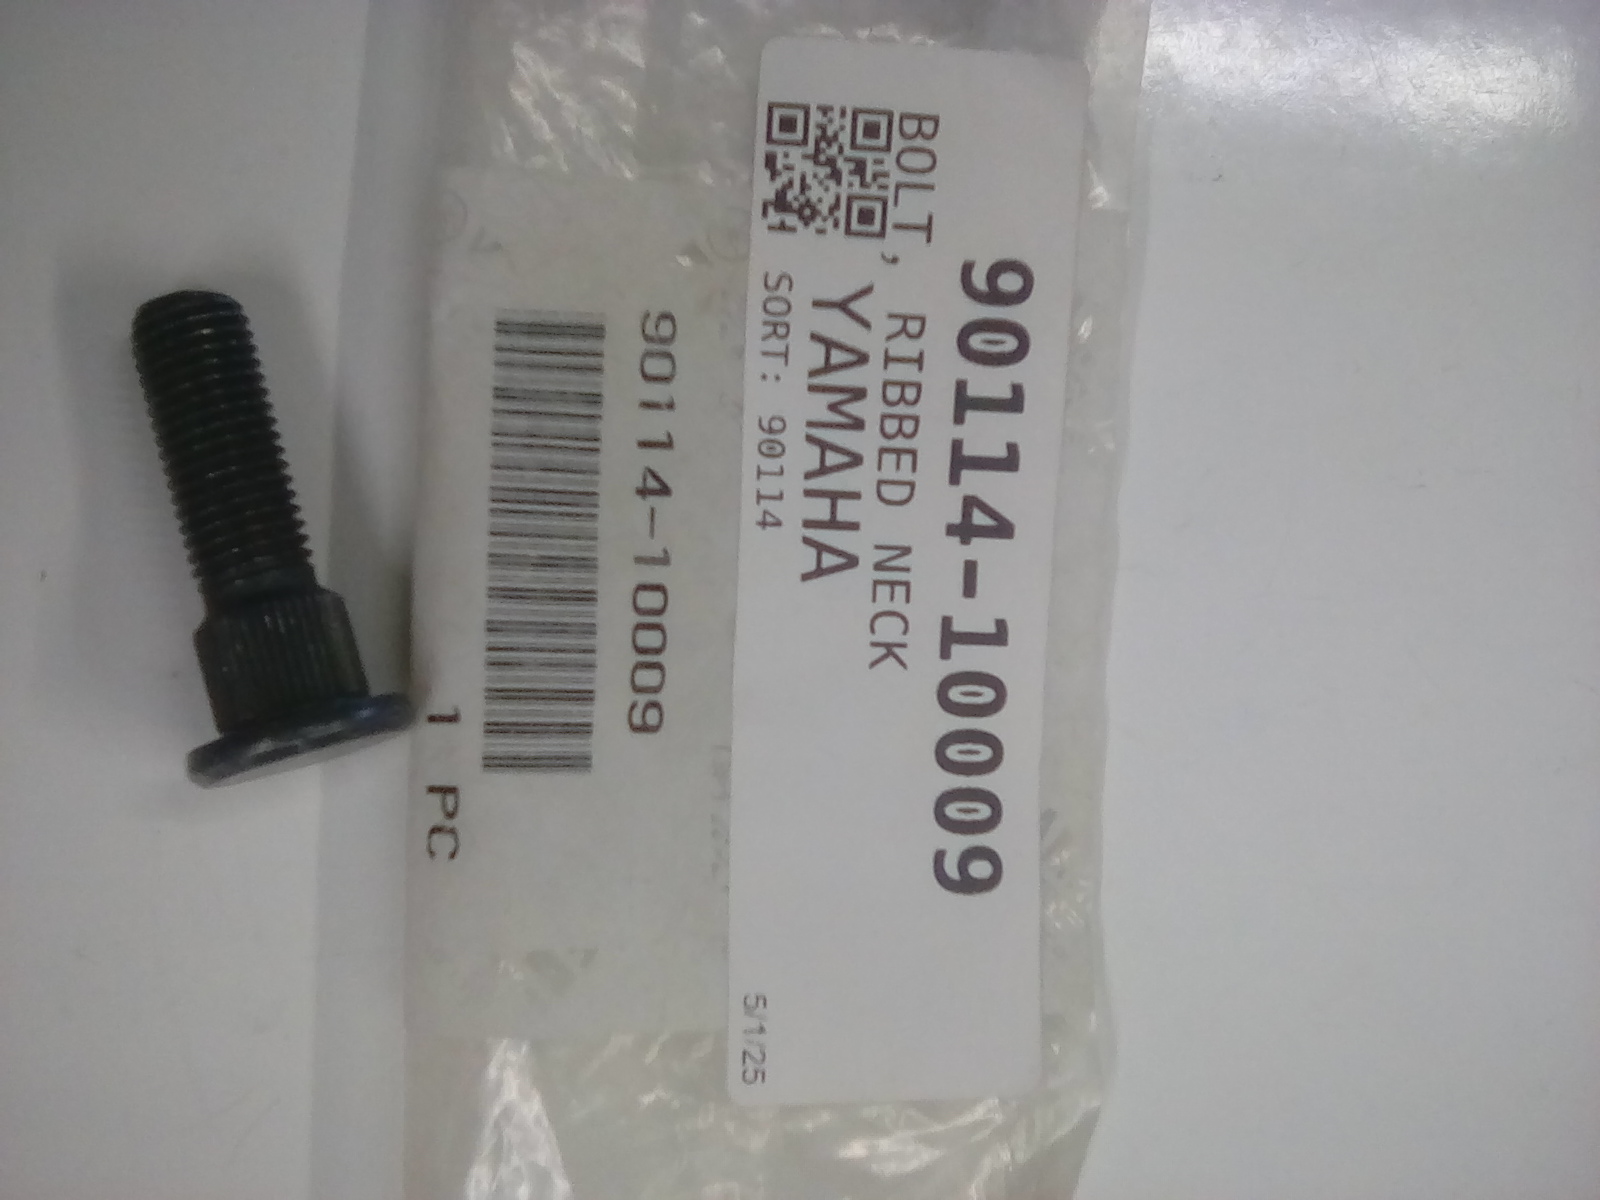 90114-10009
BOLT, RIBBED NECK
YAMAHA
SORT: 90114
5/1/25
90114-10009
1 PC